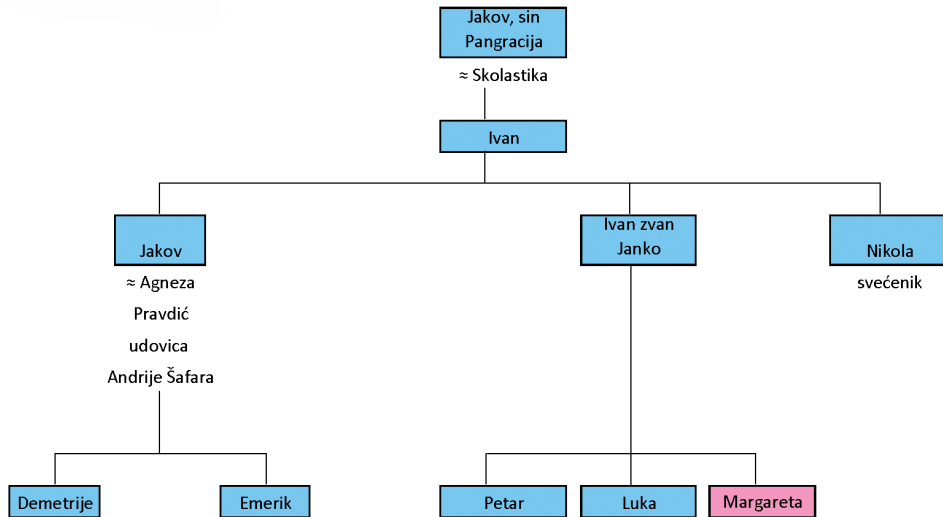 Jakov, sin
Pangracija
≈ Skolastika
Ivan
Jakov
≈ Agneza
Pravdić
udovica
Andrije Šafara
Ivan zvan
Janko
Nikola
svećenik
Demetrije
Emerik
Petar
Luka
Margareta